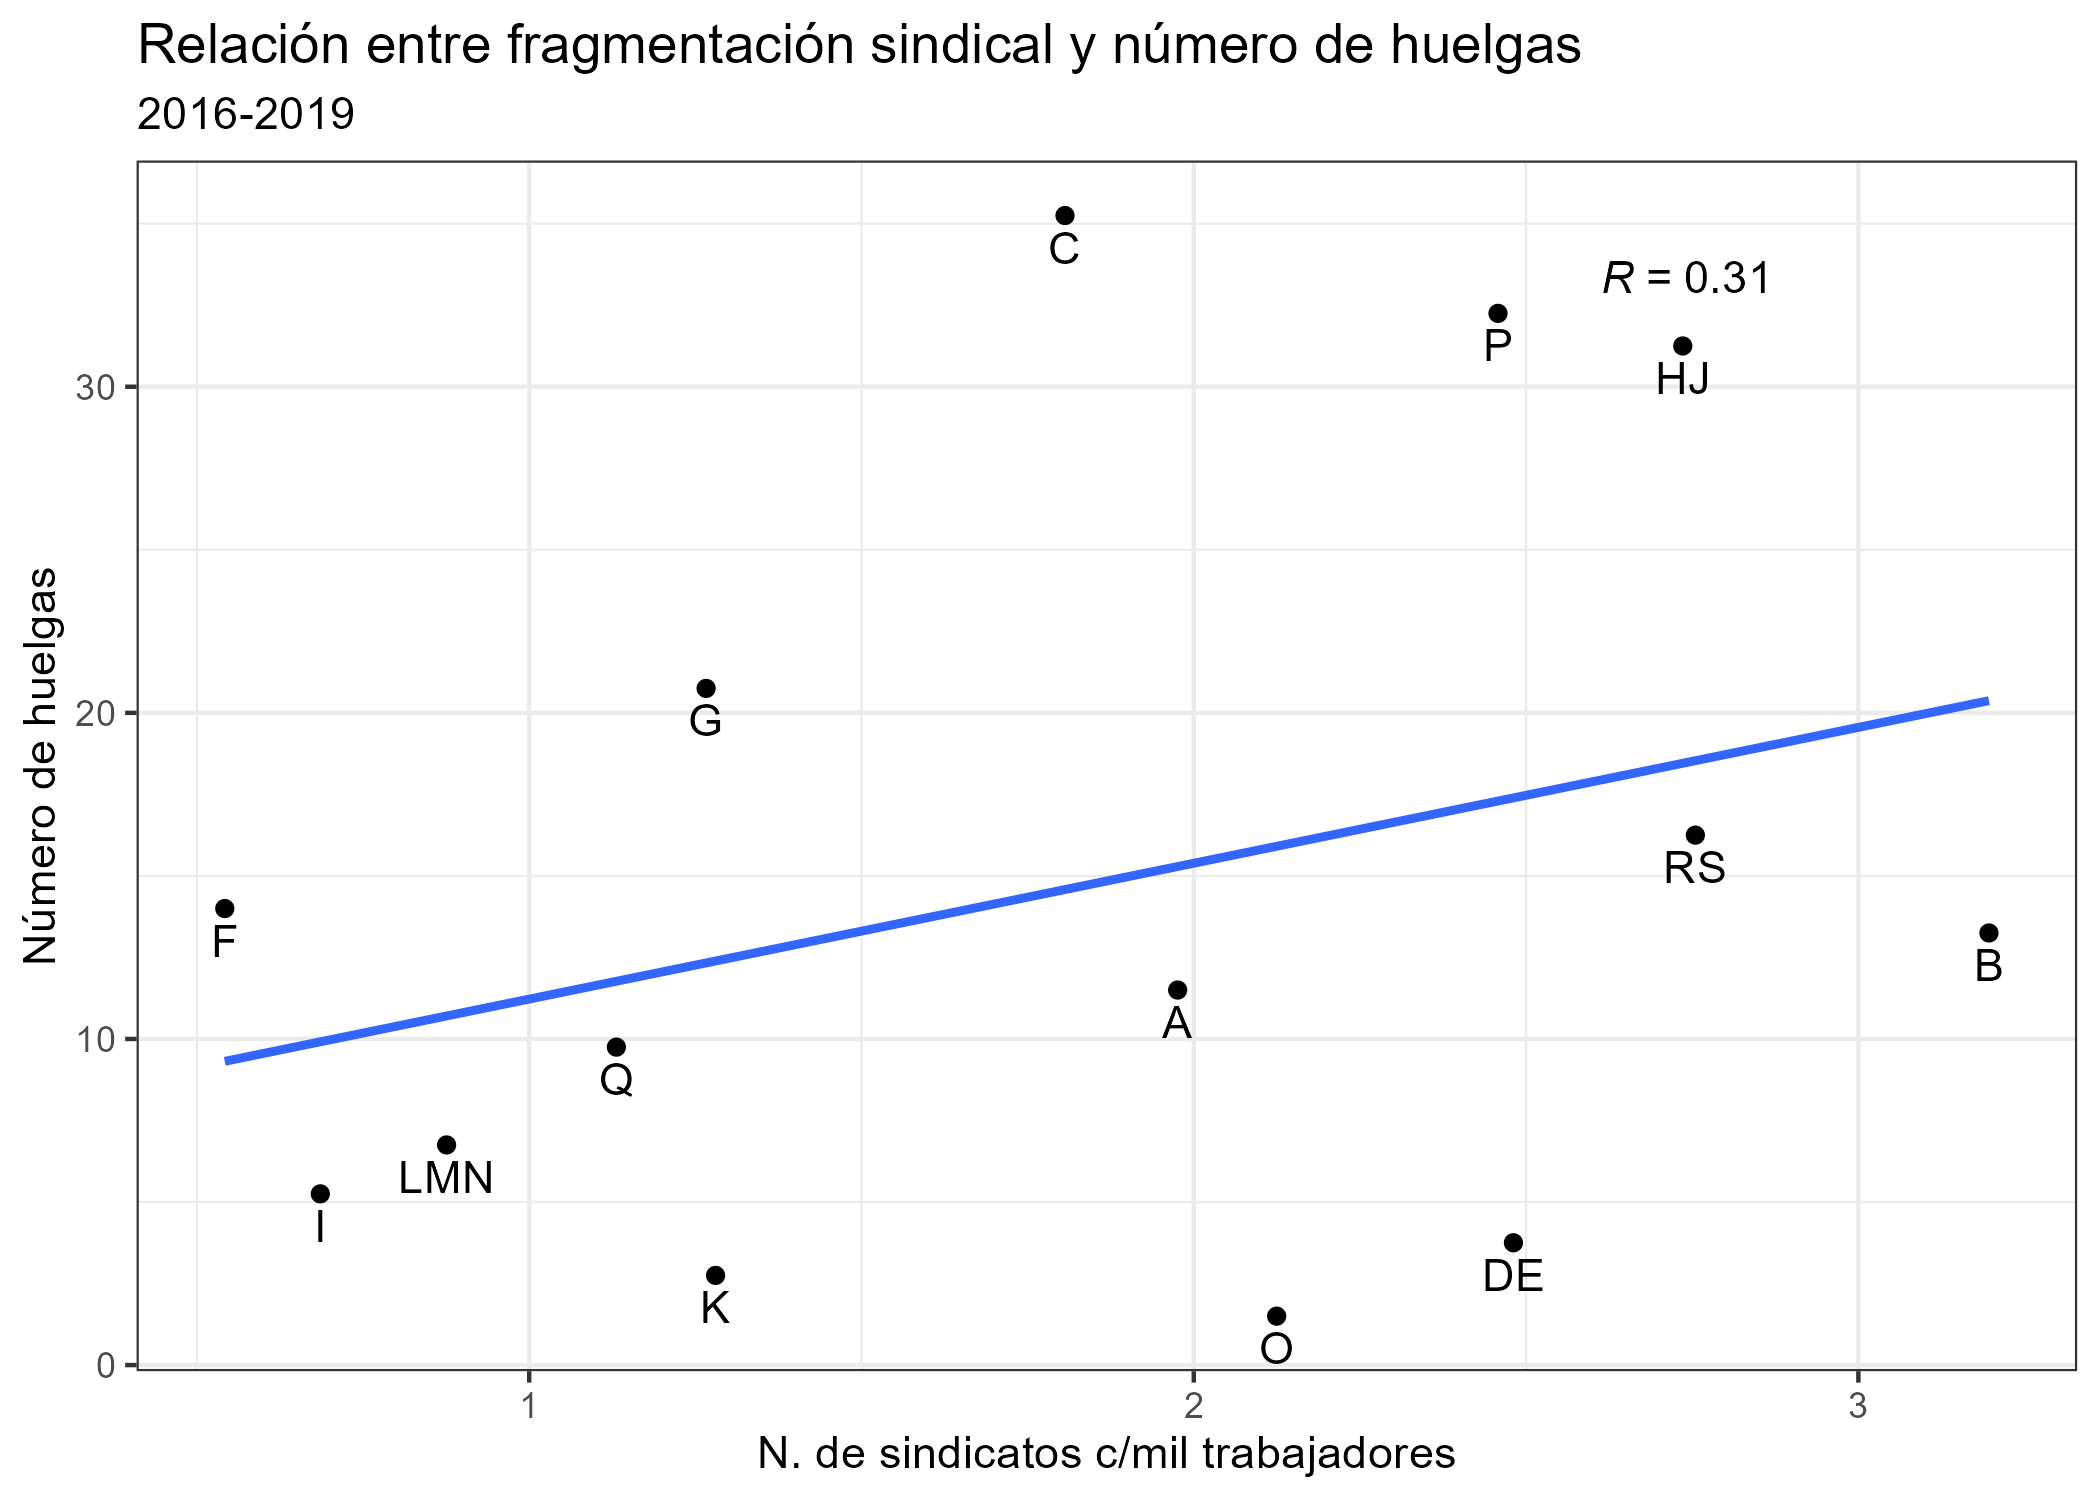 Relación entre fragmentación sindical y número de huelgas
2016-2019
C
R = 0.31
P
HJ
30
G
20
RS
F
B
A
10
Q
LMN
I
DE
K
O
0
1
2
3
Número de huelgas
N. de sindicatos c/mil trabajadores